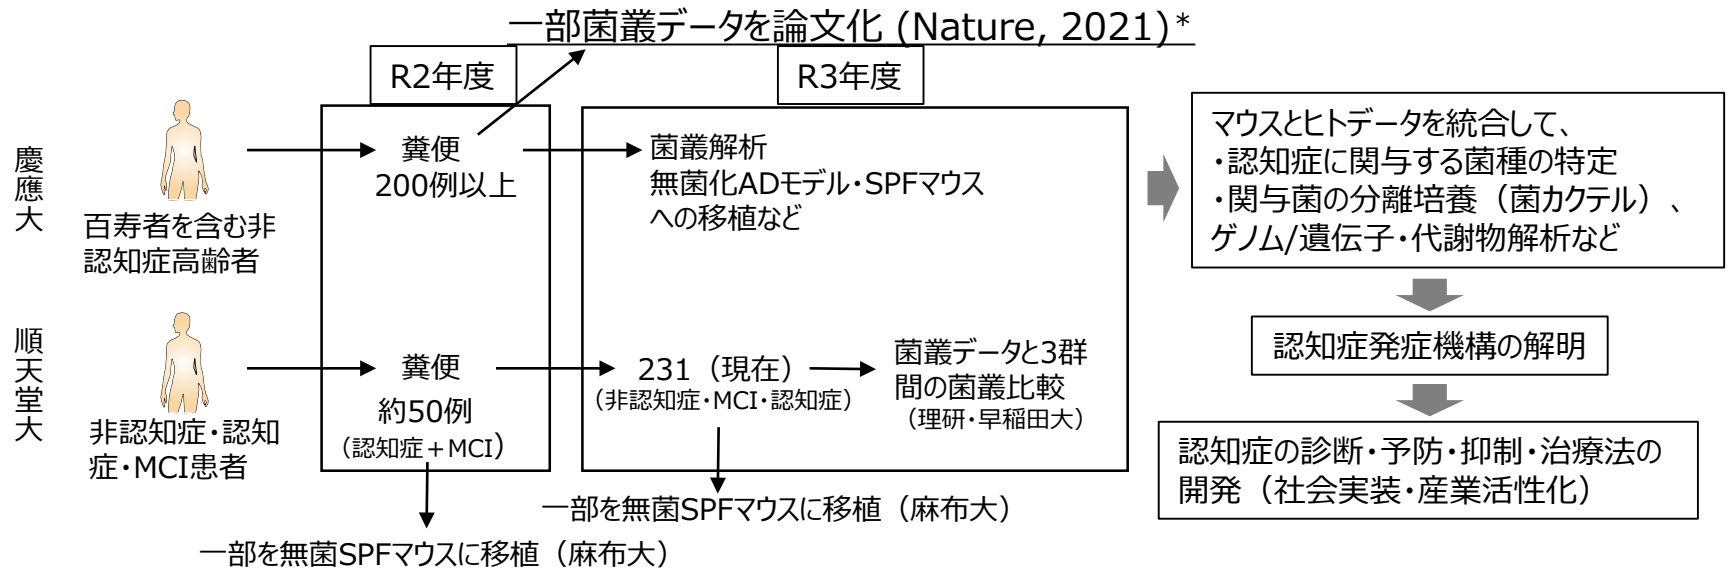 一部菌叢データを論文化 (Nature, 2021)*
R2年度
R3年度
慶應大
百寿者を含む非
認知症高齢者
糞便
200例以上
菌叢解析
無菌化ADモデル・SPFマウス
への移植など
マウスとヒトデータを統合して、
・認知症に関与する菌種の特定
・関与菌の分離培養（菌カクテル）、
ゲノム/遺伝子・代謝物解析など
順天堂大
非認知症・認知
症・MCI患者
糞便
約50例
（認知症＋MCI）
231（現在）
（非認知症・MCI・認知症）
菌叢データと3群
間の菌叢比較
（理研・早稲田大）
認知症発症機構の解明
認知症の診断・予防・抑制・治療法の
開発（社会実装・産業活性化）
一部を無菌SPFマウスに移植（麻布大）
一部を無菌SPFマウスに移植（麻布大）